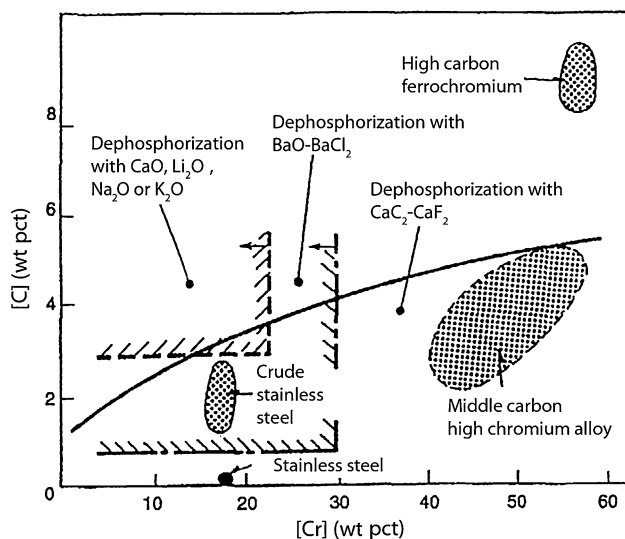 High carbon
ferrochromium
Dephosphorization with
BaO-BaCl₂
Dephosphorization
with CaO, Li₂O ,
Na₂O or K₂O
Dephosphorization with
CaC₂-CaF₂
Crude
stainless
steel
Middle carbon
high chromium alloy
Stainless steel
[C] (wt pct)
8
6
4
2
0
10
20
30
40
50
60
[Cr] (wt pct)